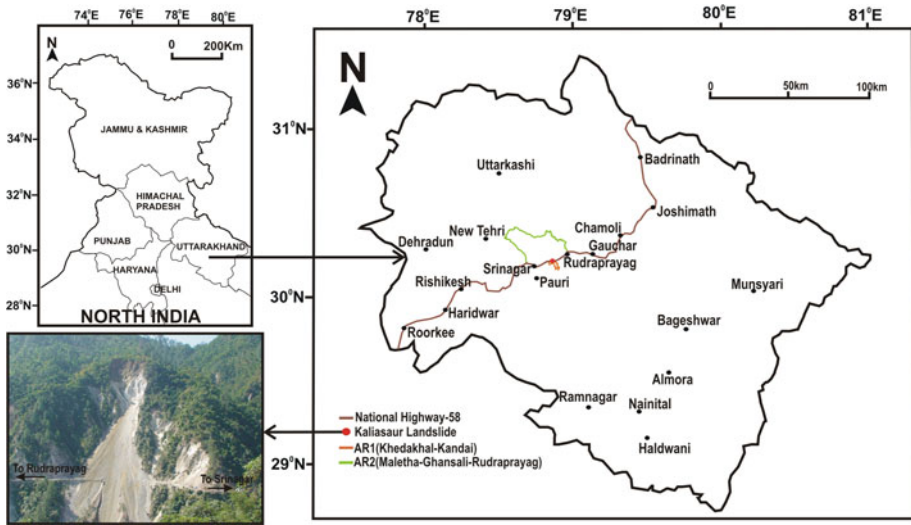 74°E
76°E
78°E
80°E
N
0 200Km
36°N
34°N
32°N
30°N
28°N
JAMMU & KASHMIR
HIMACHAL
PRADESH
PUNJAB
UTTARAKHAND
HARYANA
DELHI
NORTH INDIA
To Rudraprayag
To Srinagar
78°E
79°E
80°E
81°E
N
0 50km 100km
31°N
30°N
29°N
Badrinath
Uttarkashi
Joshimath
Chamoli
New Tehri
Gauchar
Dehradun
Rudraprayag
Srinagar
Pauri
Rishikesh
Munsyari
Haridwar
Roorkee
Bageshwar
Almora
Ramnagar
Nainital
Haldwani
National Highway-58
Kaliasaur Landslide
AR1(Khedakhal-Kandai)
AR2(Maletha-Ghansali-Rudraprayag)